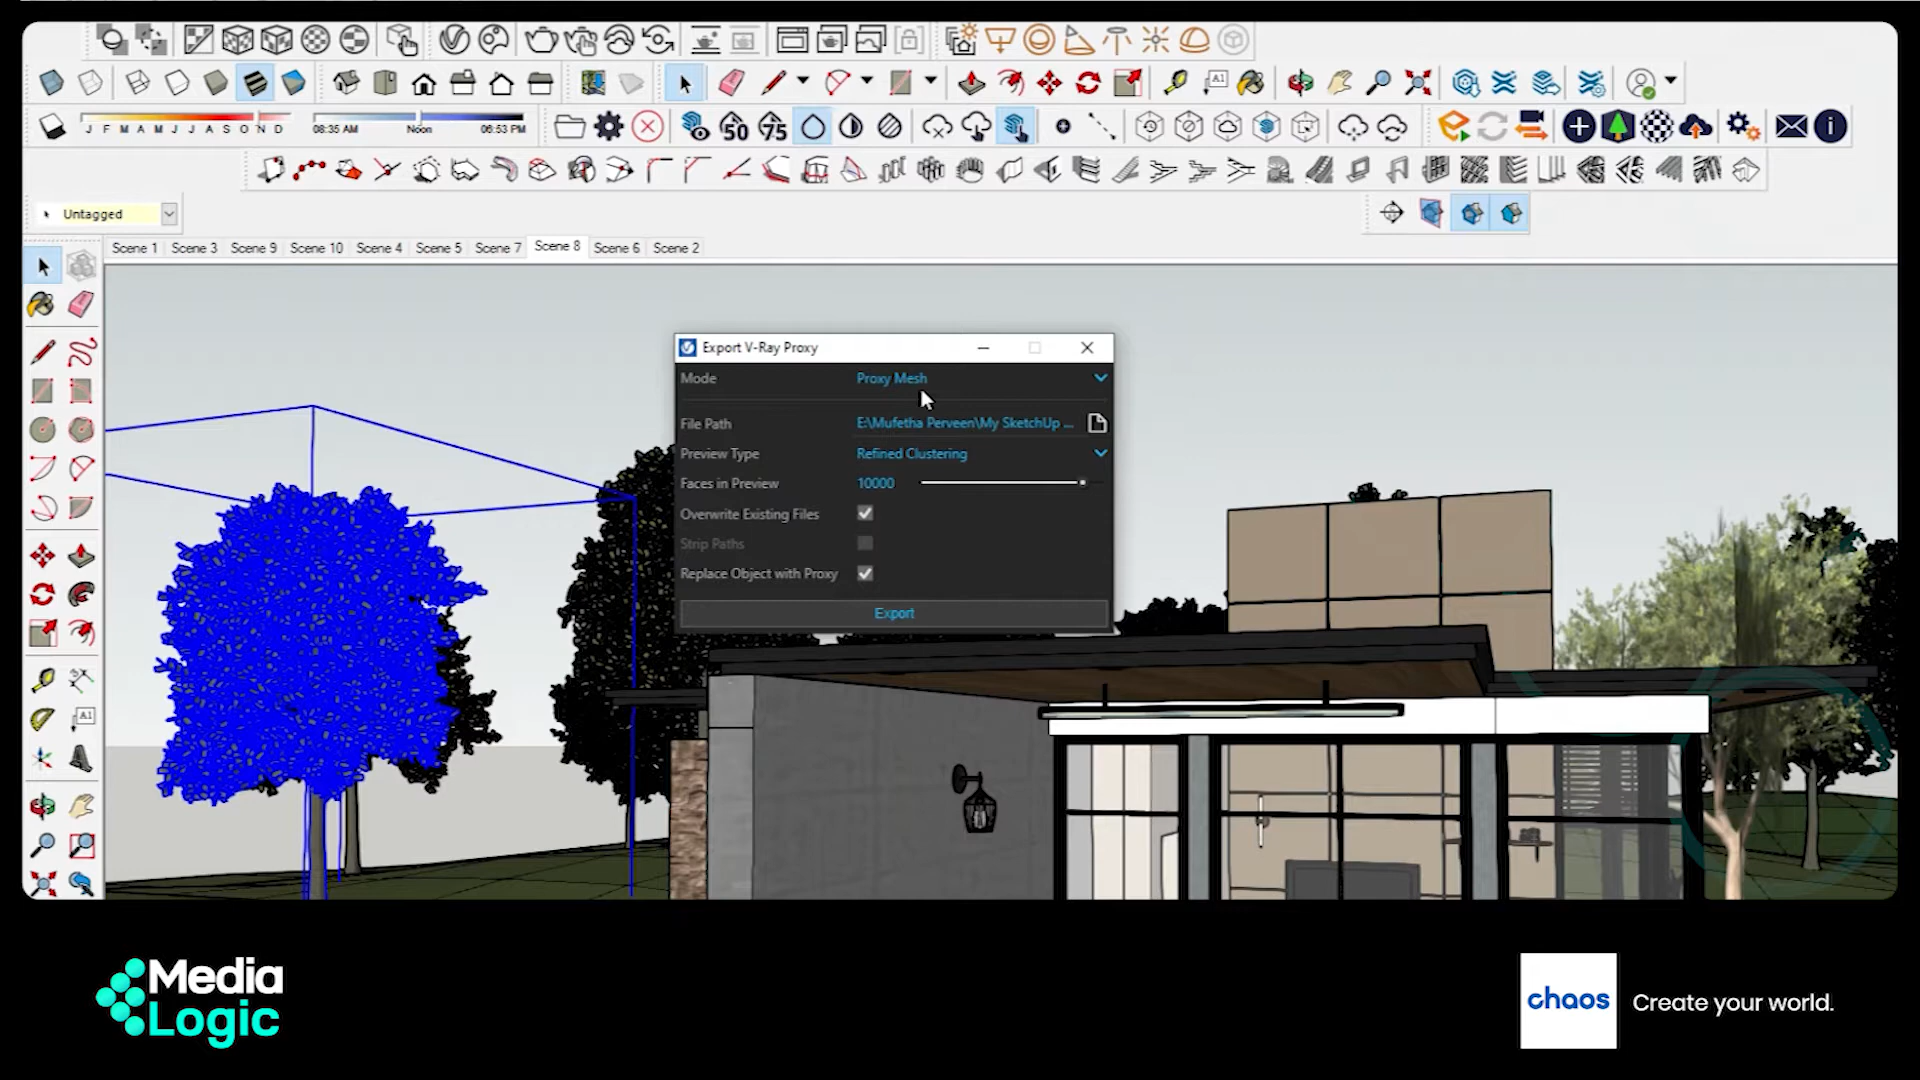 J F M A M J J A S O N D
08:35 AM Noon 06:53 PM
50 75
A1
Untagged
Scene 1 Scene 3 Scene 9 Scene 10 Scene 4 Scene 5 Scene 7 Scene 8 Scene 6 Scene 2
Export V-Ray Proxy
Mode Proxy Mesh
File Path E:\Mufetha Perveen\My SketchUp ...
Preview Type Refined Clustering
Faces in Preview 10000
Overwrite Existing Files
Strip Paths
Replace Object with Proxy
Export
A1
Media
Logic
chaos
Create your world.